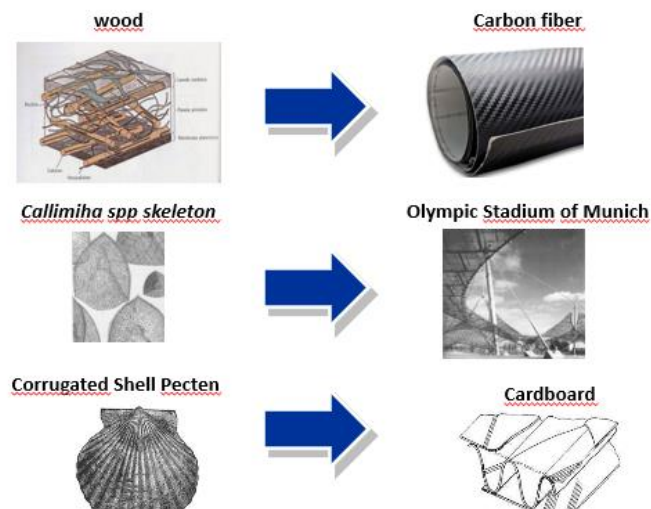 wood
Carbon fiber
Callimiha spp skeleton
Olympic Stadium of Munich
Corrugated Shell Pecten
Cardboard